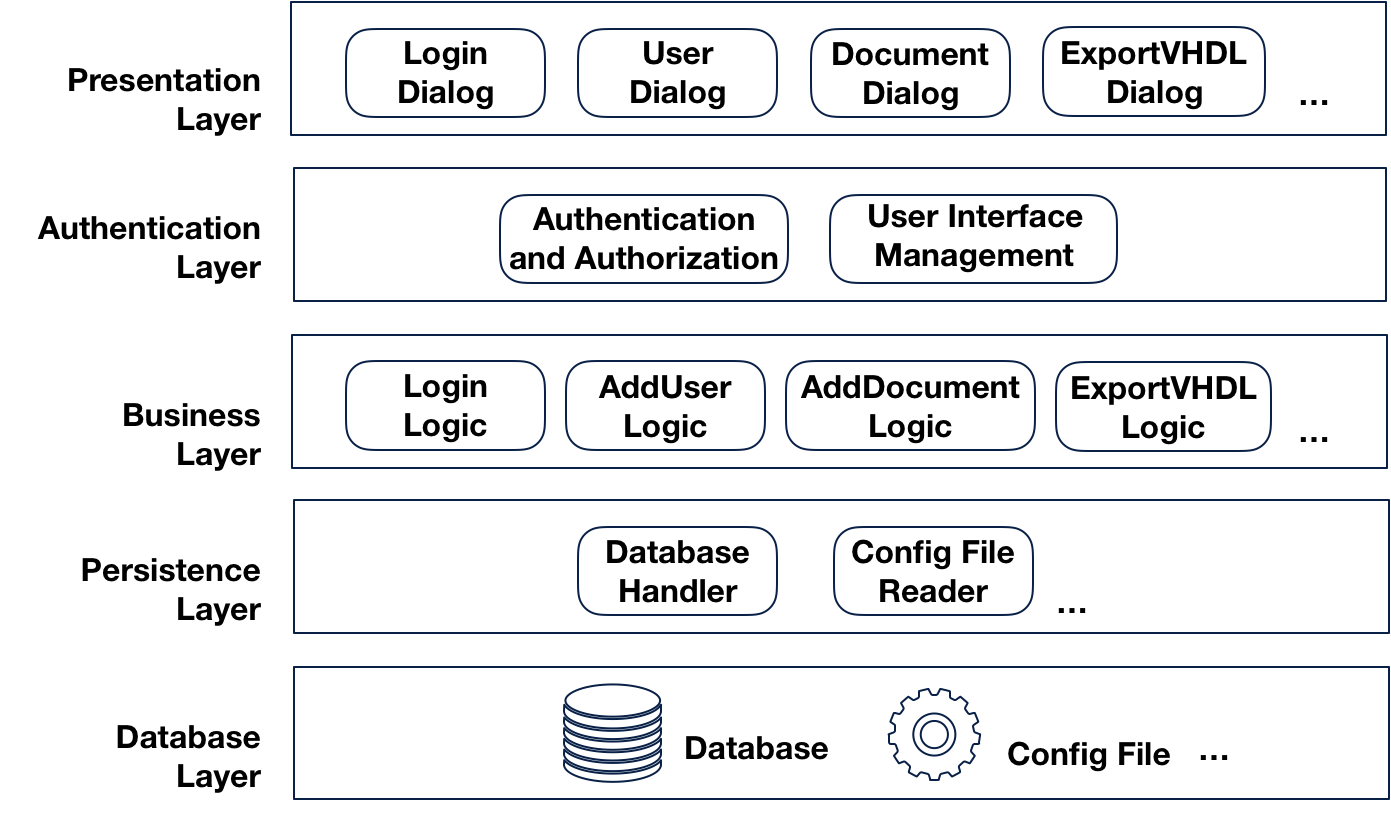 Presentation
Layer
Login
Dialog
User
Dialog
Document
Dialog
ExportVHDL
Dialog
...
Authentication
Layer
Authentication
and Authorization
User Interface
Management
Business
Layer
Login
Logic
AddUser
Logic
AddDocument
Logic
ExportVHDL
Logic
...
Persistence
Layer
Database
Handler
Config File
Reader
...
Database
Layer
Database
Config File
...